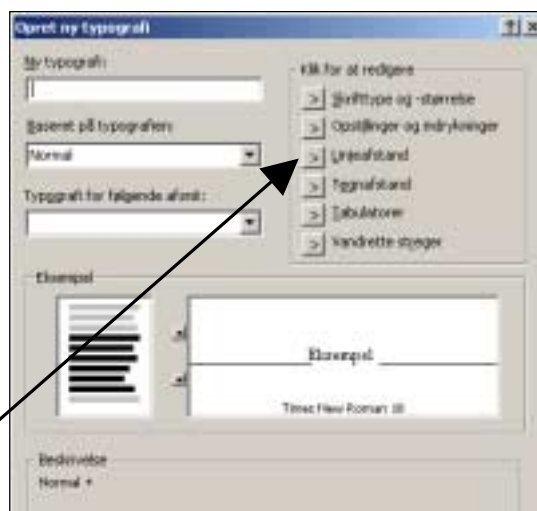 Opret ny typografi
Ny typografi:
Baseret på typografien:
Normal
Typografi for følgende afsnit:
Klik for at redigere
> Skrifttype og -størrelse
> Opstillinger og indrykninger
> Linjeafstand
> Tegnafstand
> Tabulatorer
> Vandrette streger
Eksempel
Eksempel
Times New Roman 10
Beskrivelse
Normal +